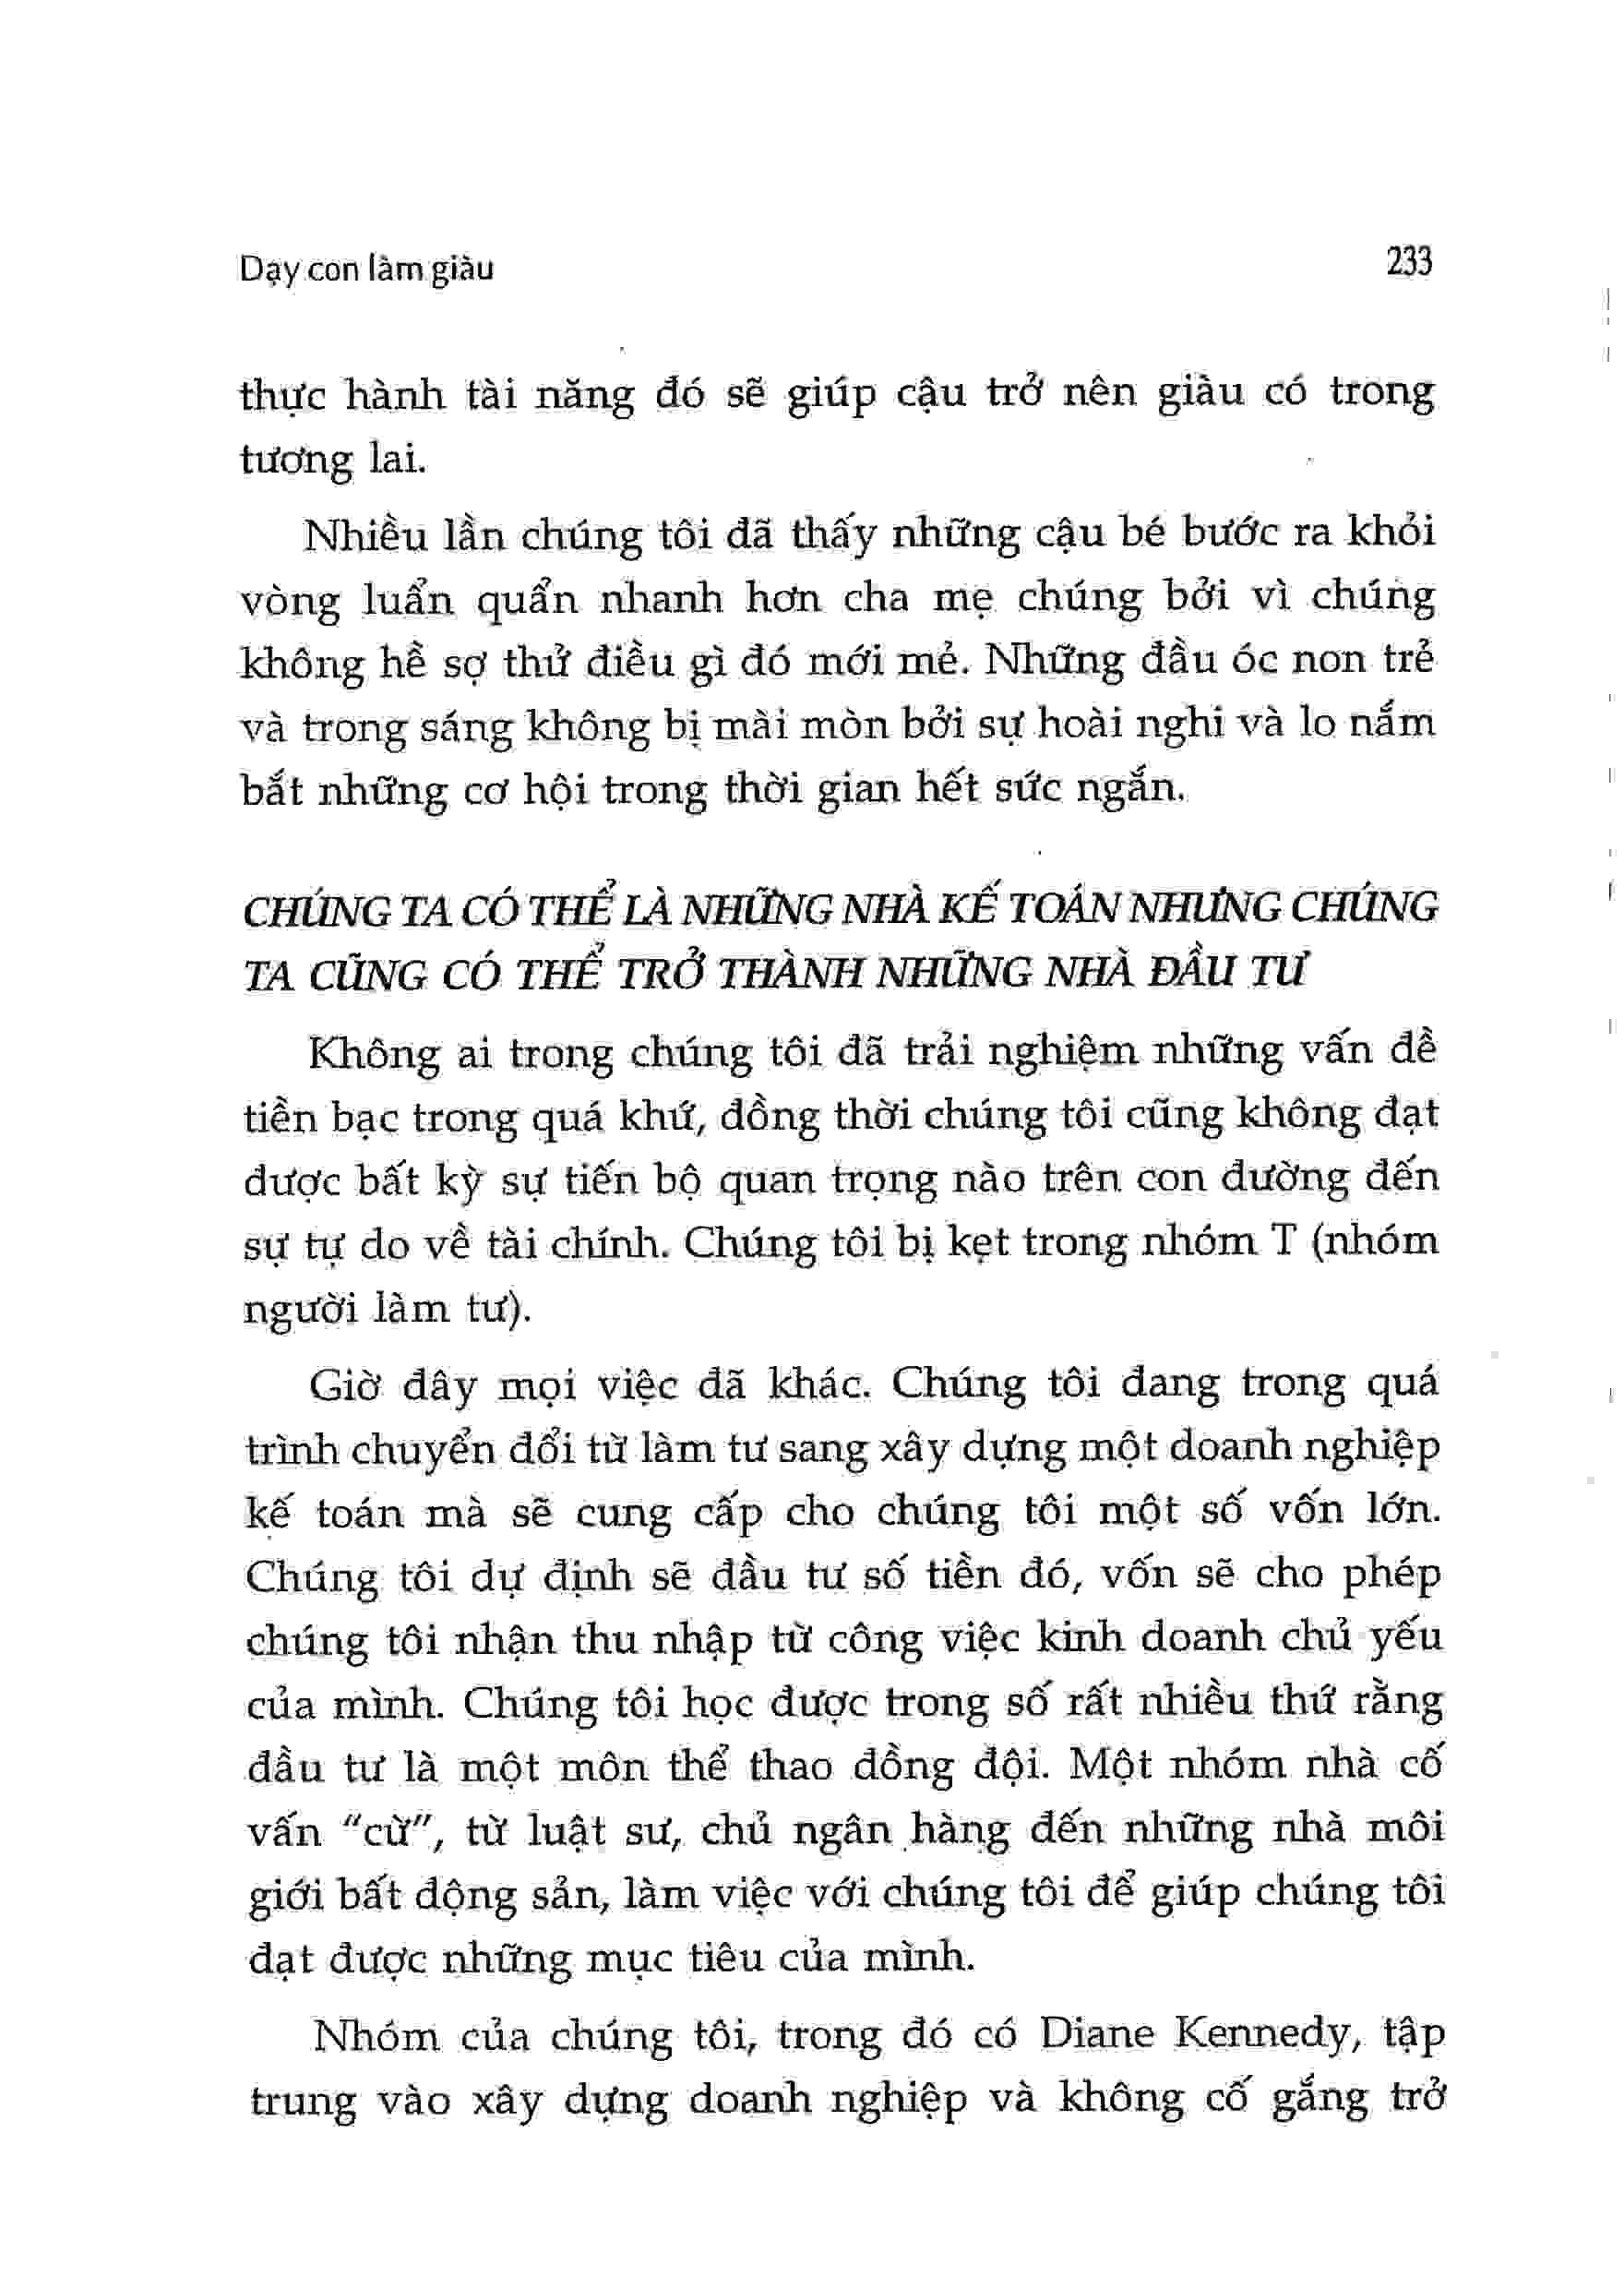 Dạy con làm giàu 233
thực hành tài năng đó sẽ giúp cậu trở nên giàu có trong
tương lai.
Nhiều lần chúng tôi đã thấy những cậu bé bước ra khỏi
vòng luẩn quẩn nhanh hơn cha mẹ chúng bởi vì chúng
không hề sợ thử điều gì đó mới mẻ. Những đầu óc non trẻ
và trong sáng không bị mài mòn bởi sự hoài nghi và lo nắm
bắt những cơ hội trong thời gian hết sức ngắn.
CHÚNG TA CÓ THỂ LÀ NHỮNG NHÀ KẾ TOÁN NHƯNG CHÚNG
TA CŨNG CÓ THỂ TRỞ THÀNH NHỮNG NHÀ ĐẦU TƯ
Không ai trong chúng tôi đã trải nghiệm những vấn đề
tiền bạc trong quá khứ, đồng thời chúng tôi cũng không đạt
được bất kỳ sự tiến bộ quan trọng nào trên con đường đến
sự tự do về tài chính. Chúng tôi bị kẹt trong nhóm T (nhóm
người làm tư).
Giờ đây mọi việc đã khác. Chúng tôi đang trong quá
trình chuyển đổi từ làm tư sang xây dựng một doanh nghiệp
kế toán mà sẽ cung cấp cho chúng tôi một số vốn lớn.
Chúng tôi dự định sẽ đầu tư số tiền đó, vốn sẽ cho phép
chúng tôi nhận thu nhập từ công việc kinh doanh chủ yếu
của mình. Chúng tôi học được trong số rất nhiều thứ rằng
đầu tư là một môn thể thao đồng đội. Một nhóm nhà cố
vấn "cừ", từ luật sư, chủ ngân hàng đến những nhà môi
giới bất động sản, làm việc với chúng tôi để giúp chúng tôi
đạt được những mục tiêu của mình.
Nhóm của chúng tôi, trong đó có Diane Kennedy, tập
trung vào xây dựng doanh nghiệp và không cố gắng trở